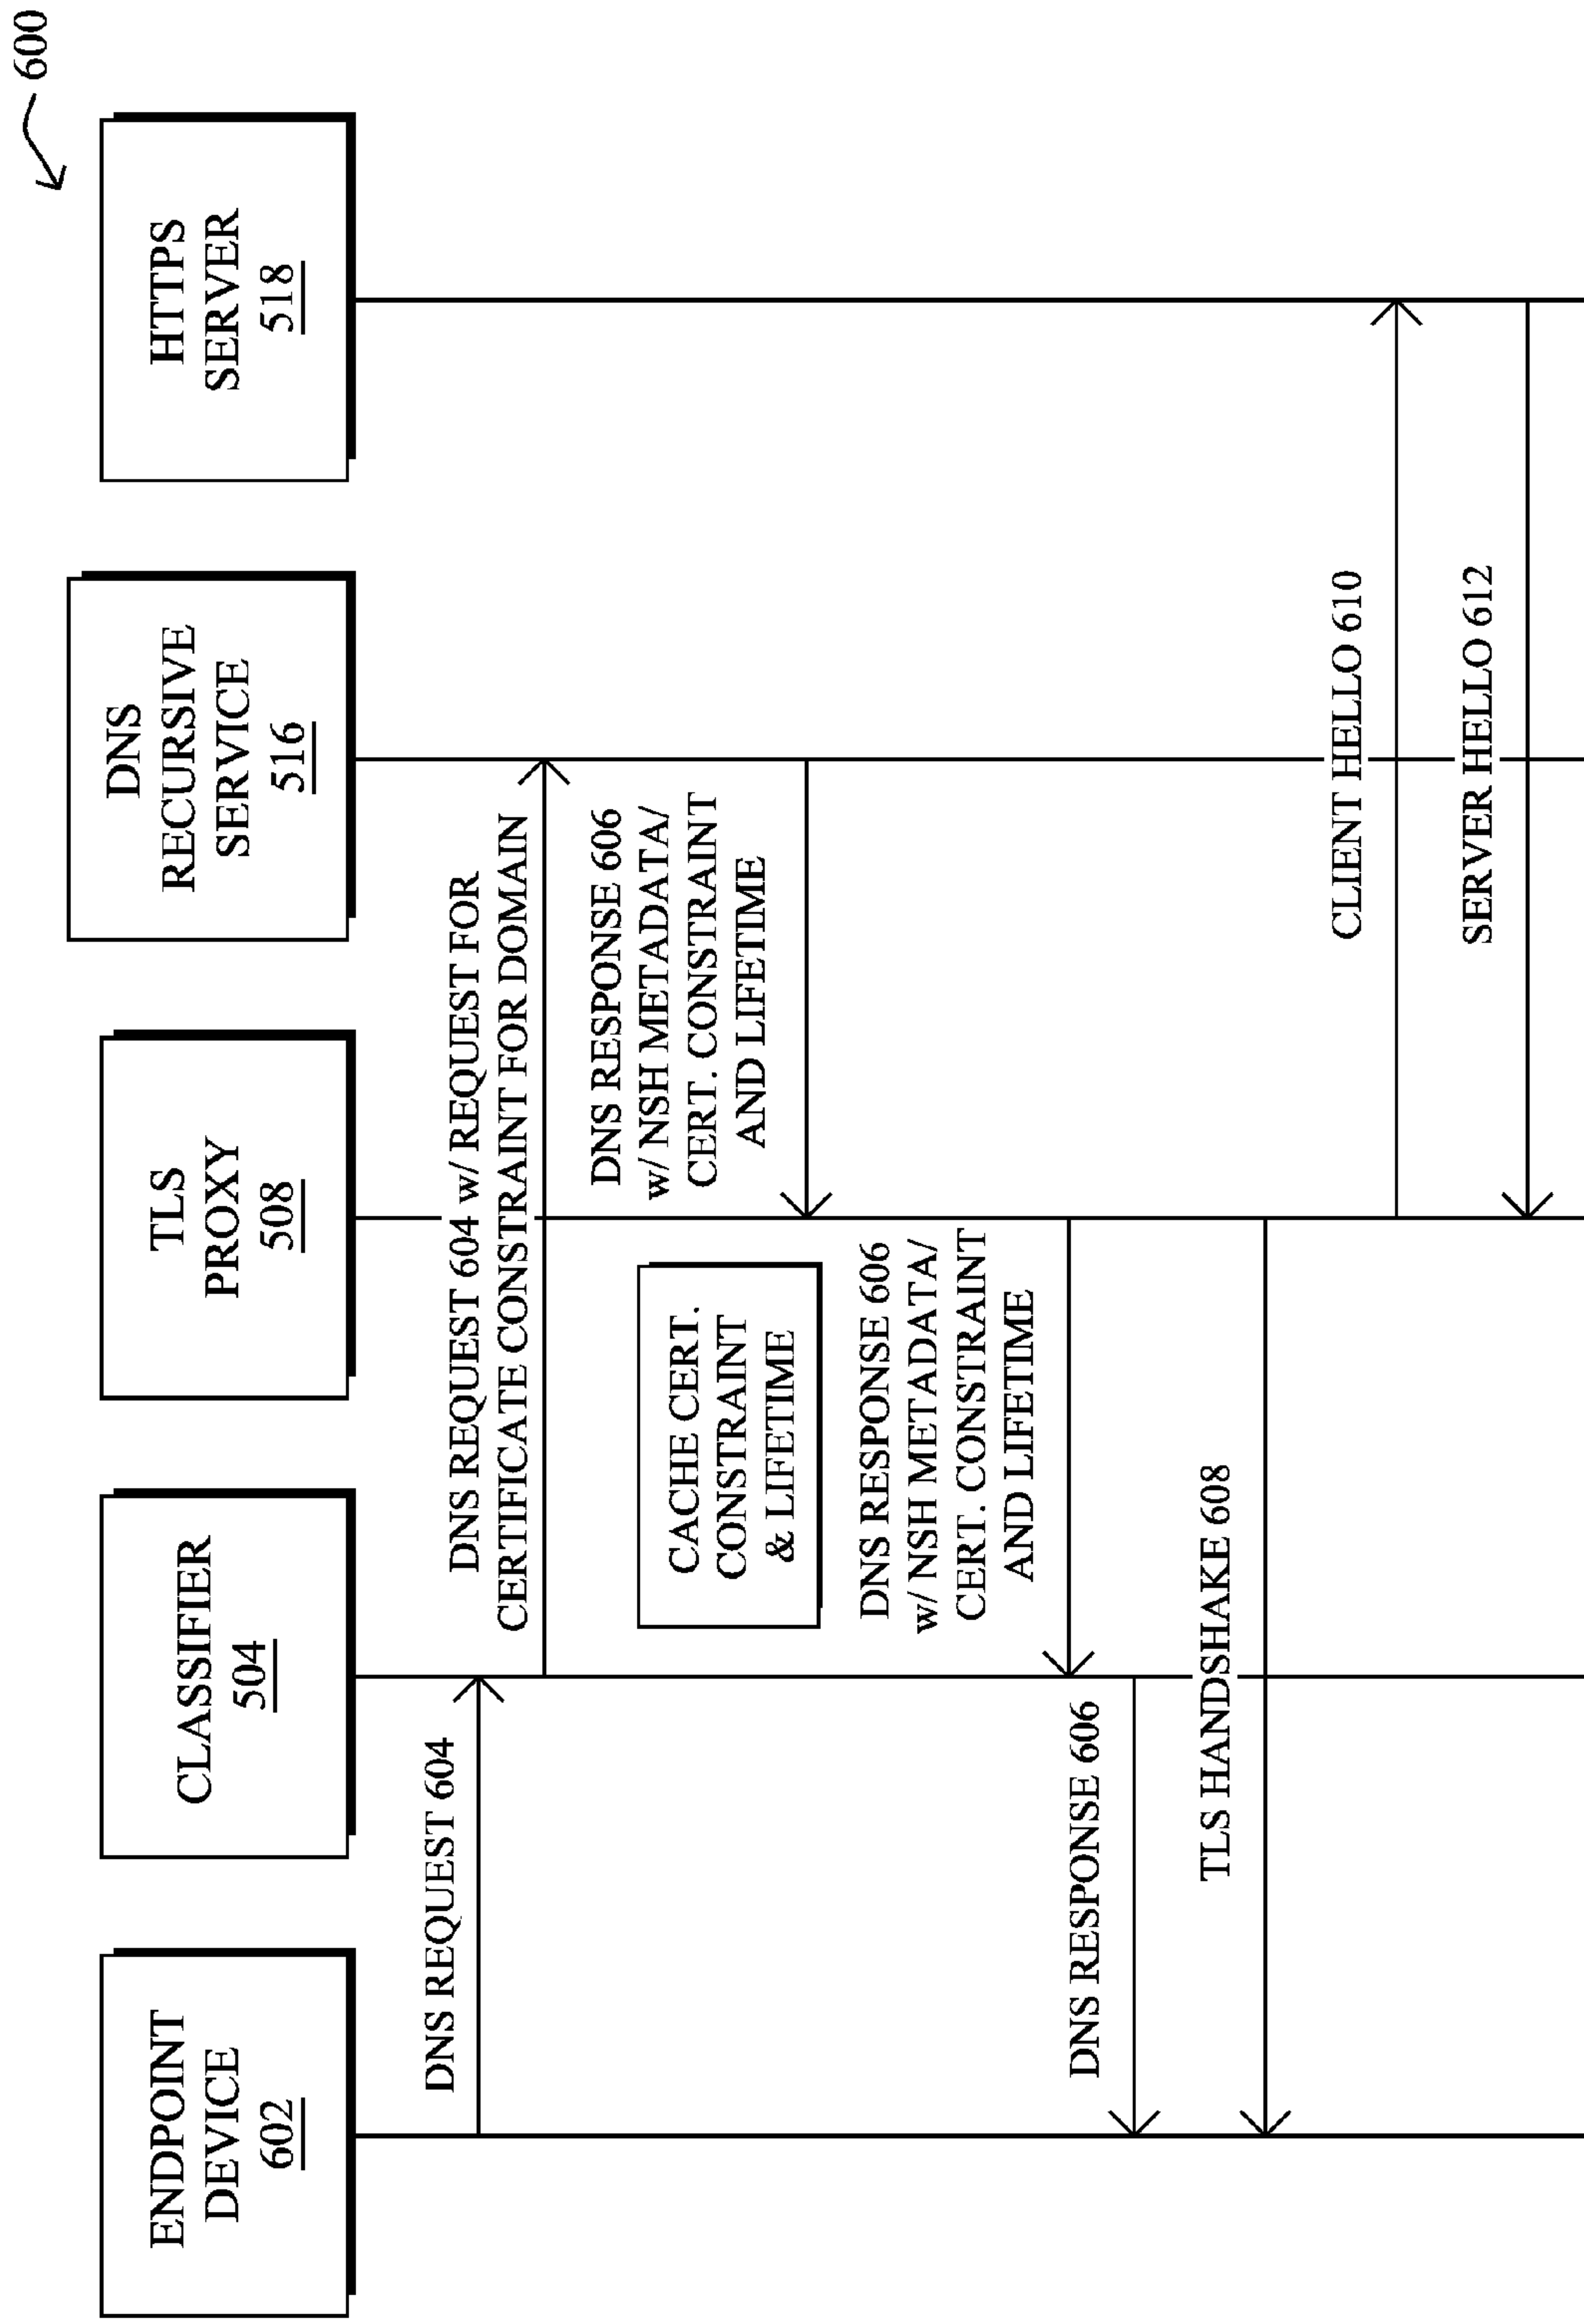 600
ENDPOINT
DEVICE
602
CLASSIFIER
504
TLS
PROXY
508
DNS
RECURSIVE
SERVICE
516
HTTPS
SERVER
518
DNS REQUEST 604
DNS REQUEST 604 w/ REQUEST FOR
CERTIFICATE CONSTRAINT FOR DOMAIN
DNS RESPONSE 606
w/ NSH METADATA/
CERT. CONSTRAINT
AND LIFETIME
CACHE CERT.
CONSTRAINT
& LIFETIME
DNS RESPONSE 606
w/ NSH METADATA/
CERT. CONSTRAINT
AND LIFETIME
DNS RESPONSE 606
TLS HANDSHAKE 608
CLIENT HELLO 610
SERVER HELLO 612